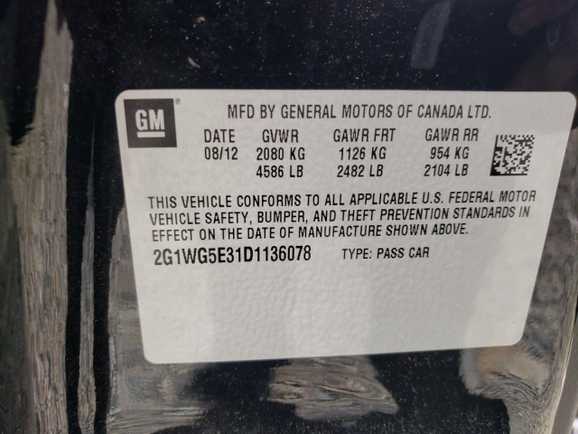 GM MFD BY GENERAL MOTORS OF CANADA LTD.
DATE GVWR GAWR FRT GAWR RR
08/12 2080 KG 1126 KG 954 KG
4586 LB 2482 LB 2104 LB
THIS VEHICLE CONFORMS TO ALL APPLICABLE U.S. FEDERAL MOTOR
VEHICLE SAFETY, BUMPER, AND THEFT PREVENTION STANDARDS IN
EFFECT ON THE DATE OF MANUFACTURE SHOWN ABOVE.
2G1WG5E31D1136078 TYPE: PASS CAR